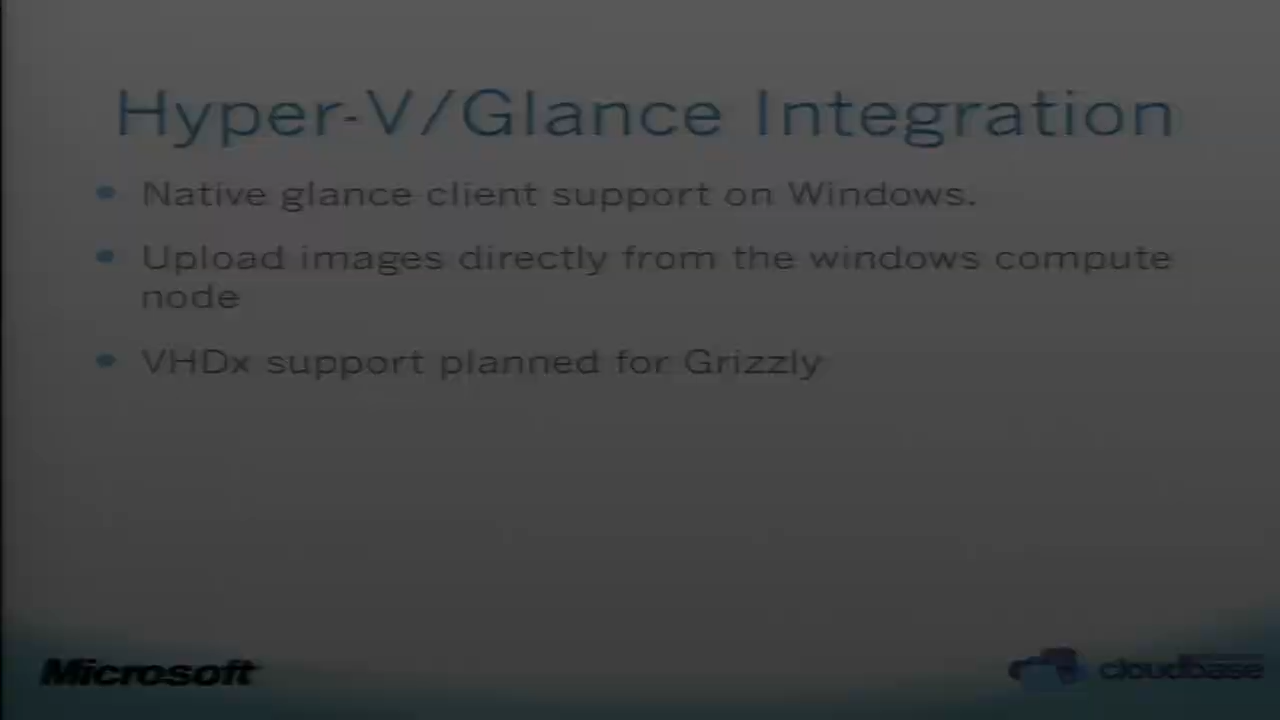 Hyper-V/Glance Integration
Native glance client support on Windows.
Upload images directly from the windows compute
node
VHDx support planned for Grizzly
Microsoft
cloudbase